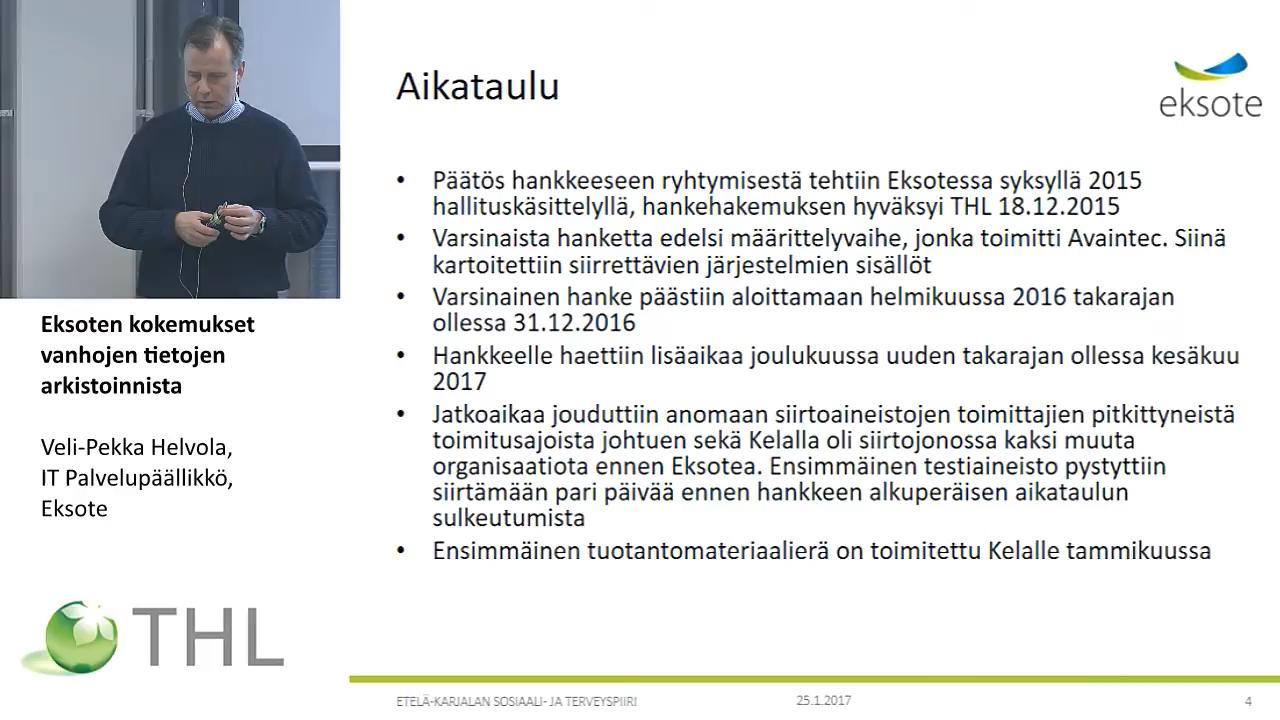 Aikataulu
eksote
• Päätös hankkeeseen ryhtymisestä tehtiin Eksotessa syksyllä 2015
hallituskäsittelyllä, hankehakemuksen hyväksyi THL 18.12.2015
• Varsinaista hanketta edelsi määrittelyvaihe, jonka toimitti Avaintec. Siinä
kartoitettiin siirrettävien järjestelmien sisällöt
• Varsinainen hanke päästiin aloittamaan helmikuussa 2016 takarajan
ollessa 31.12.2016
• Hankkeelle haettiin lisäaikaa joulukuussa uuden takarajan ollessa kesäkuu
2017
• Jatkoaikaa jouduttiin anomaan siirtoaineistojen toimittajien pitkittyneistä
toimitusajoista johtuen sekä Kelalla oli siirtojonossa kaksi muuta
organisaatiota ennen Eksotea. Ensimmäinen testiaineisto pystyttiin
siirtämään pari päivää ennen hankkeen alkuperäisen aikataulun
sulkeutumista
• Ensimmäinen tuotantomateriaalierä on toimitettu Kelalle tammikuussa
Eksoten kokemukset
vanhojen tietojen
arkistoinnista
Veli-Pekka Helvola,
IT Palvelupäällikkö,
Eksote
THL
ETELÄ-KARJALAN SOSIAALI- JA TERVEYSPIIRI
25.1.2017
4